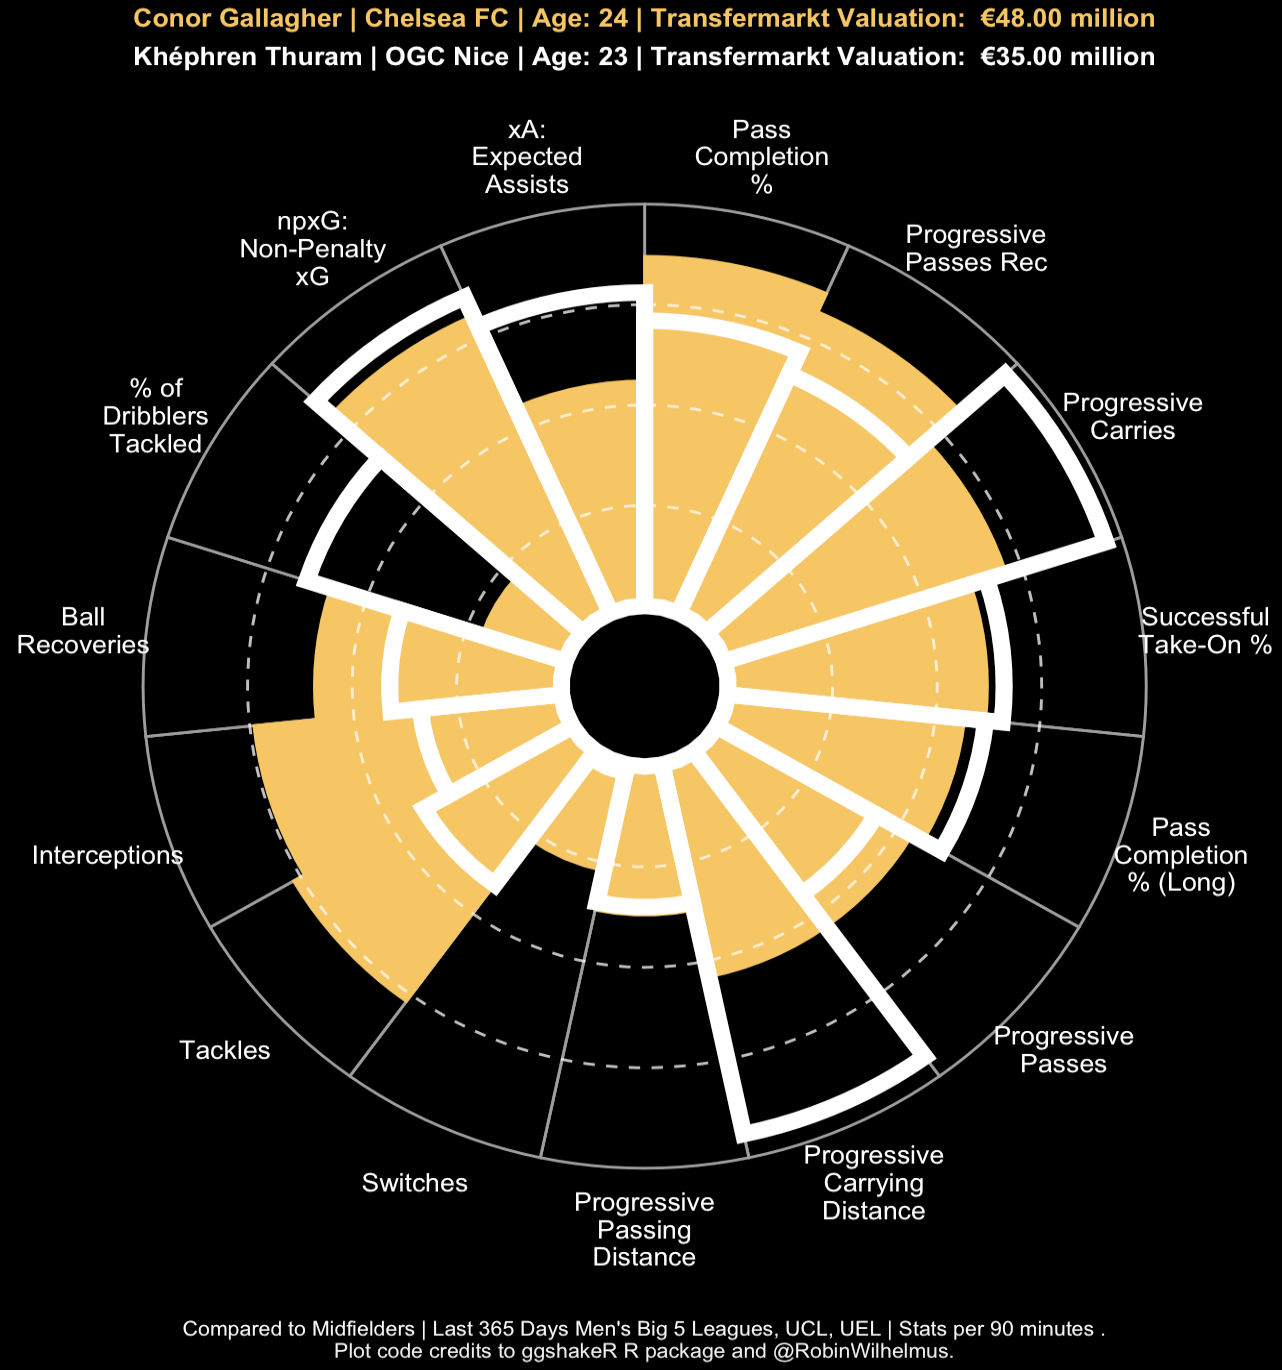 Conor Gallagher | Chelsea FC | Age: 24 | Transfermarkt Valuation:  €48.00 million
Khéphren Thuram | OGC Nice | Age: 23 | Transfermarkt Valuation:  €35.00 million
xA:
Expected
Assists
Pass
Completion
%
npxG:
Non-Penalty
xG
Progressive
Passes Rec
% of
Dribblers
Tackled
Progressive
Carries
Ball
Recoveries
Successful
Take-On %
Interceptions
Pass
Completion
% (Long)
Tackles
Progressive
Passes
Switches
Progressive
Passing
Distance
Progressive
Carrying
Distance
Compared to Midfielders | Last 365 Days Men's Big 5 Leagues, UCL, UEL | Stats per 90 minutes .
Plot code credits to ggshakeR R package and @RobinWilhelmus.